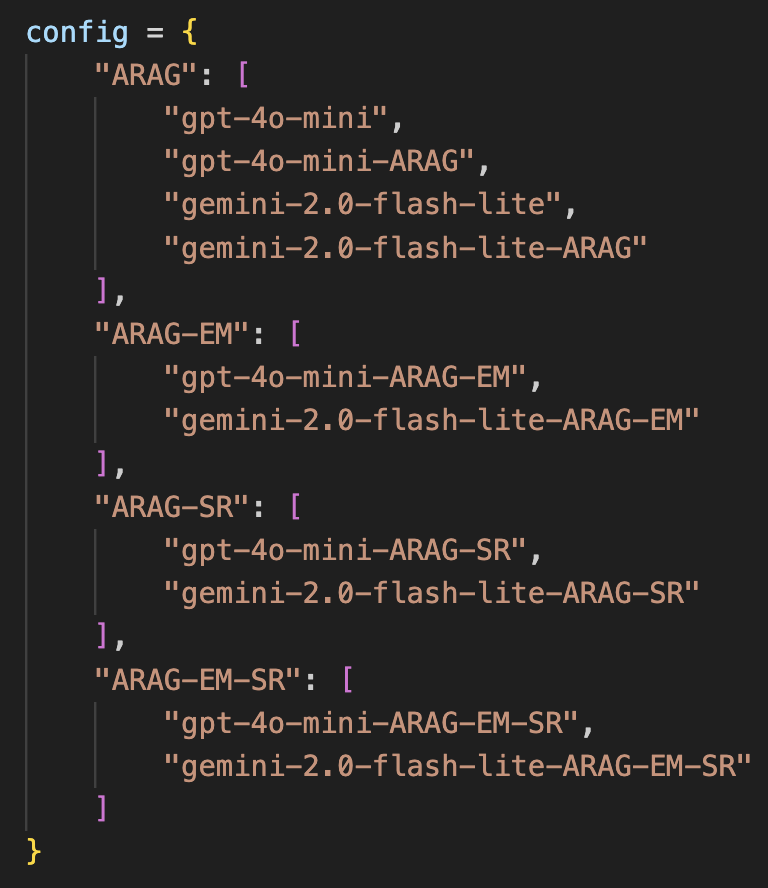 config = {
    "ARAG": [
        "gpt-4o-mini",
        "gpt-4o-mini-ARAG",
        "gemini-2.0-flash-lite",
        "gemini-2.0-flash-lite-ARAG"
    ],
    "ARAG-EM": [
        "gpt-4o-mini-ARAG-EM",
        "gemini-2.0-flash-lite-ARAG-EM"
    ],
    "ARAG-SR": [
        "gpt-4o-mini-ARAG-SR",
        "gemini-2.0-flash-lite-ARAG-SR"
    ],
    "ARAG-EM-SR": [
        "gpt-4o-mini-ARAG-EM-SR",
        "gemini-2.0-flash-lite-ARAG-EM-SR"
    ]
}